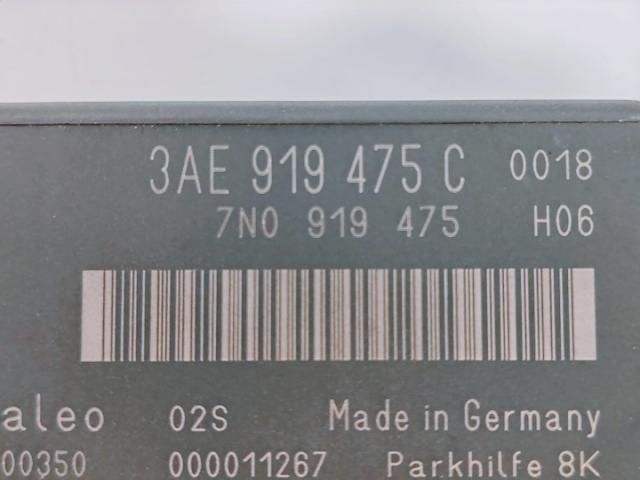 3AE 919 475 C 0018
7N0 919 475 H06
aleo 02S Made in Germany
00350 000011267 Parkhilfe 8K